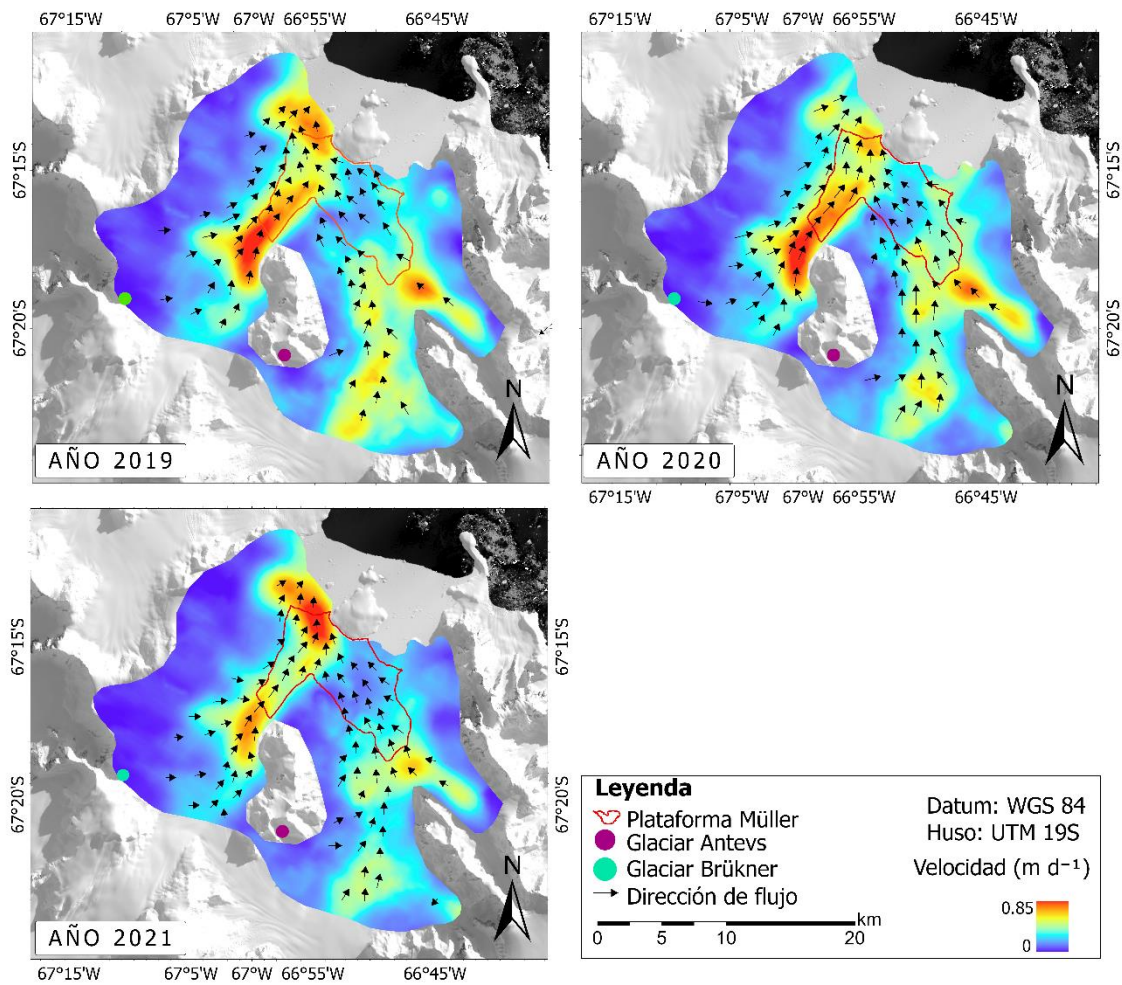 67°15'W 67°5'W 67°W 66°55'W 66°45'W
67°15'S
67°20'S
N
AÑO 2019
67°15'W 67°5'W 67°W 66°55'W 66°45'W
67°15'S
67°20'S
N
AÑO 2020
67°15'W 67°5'W 67°W 66°55'W 66°45'W
67°15'S
67°20'S
67°15'S
67°20'S
N
AÑO 2021
67°15'W 67°5'W 67°W 66°55'W 66°45'W
Leyenda
Plataforma Müller
Glaciar Antevs
Glaciar Brükner
Dirección de flujo
km
0 5 10 20
Datum: WGS 84
Huso: UTM 19S
Velocidad (m d⁻¹)
0.85
0